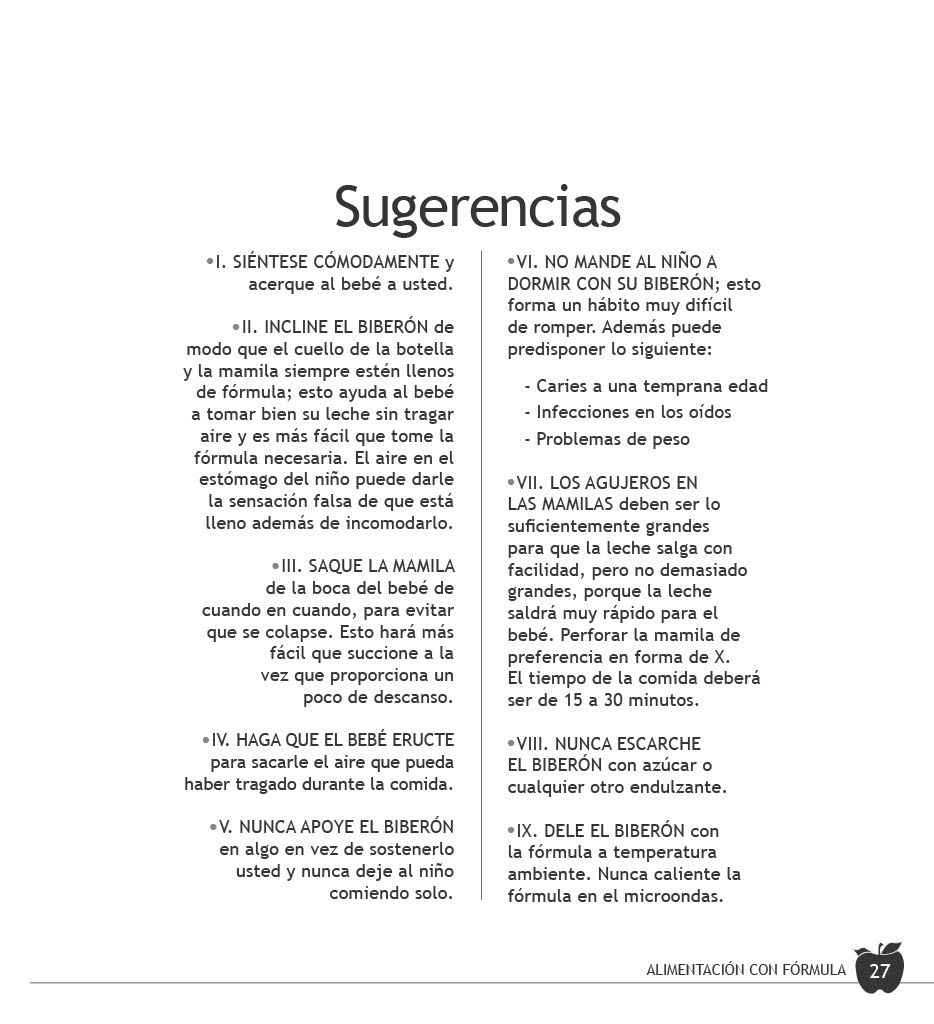 Sugerencias
•I. SIÉNTESE CÓMODAMENTE y
acerque al bebé a usted.
•II. INCLINE EL BIBERÓN de
modo que el cuello de la botella
y la mamila siempre estén llenos
de fórmula; esto ayuda al bebé
a tomar bien su leche sin tragar
aire y es más fácil que tome la
fórmula necesaria. El aire en el
estómago del niño puede darle
la sensación falsa de que está
lleno además de incomodarlo.
•III. SAQUE LA MAMILA
de la boca del bebé de
cuando en cuando, para evitar
que se colapse. Esto hará más
fácil que succione a la
vez que proporciona un
poco de descanso.
•IV. HAGA QUE EL BEBÉ ERUCTE
para sacarle el aire que pueda
haber tragado durante la comida.
•V. NUNCA APOYE EL BIBERÓN
en algo en vez de sostenerlo
usted y nunca deje al niño
comiendo solo.
•VI. NO MANDE AL NIÑO A
DORMIR CON SU BIBERÓN; esto
forma un hábito muy difícil
de romper. Además puede
predisponer lo siguiente:
- Caries a una temprana edad
- Infecciones en los oídos
- Problemas de peso
•VII. LOS AGUJEROS EN
LAS MAMILAS deben ser lo
suficientemente grandes
para que la leche salga con
facilidad, pero no demasiado
grandes, porque la leche
saldrá muy rápido para el
bebé. Perforar la mamila de
preferencia en forma de X.
El tiempo de la comida deberá
ser de 15 a 30 minutos.
•VIII. NUNCA ESCARCHE
EL BIBERÓN con azúcar o
cualquier otro endulzante.
•IX. DELE EL BIBERÓN con
la fórmula a temperatura
ambiente. Nunca caliente la
fórmula en el microondas.
ALIMENTACIÓN CON FÓRMULA 27